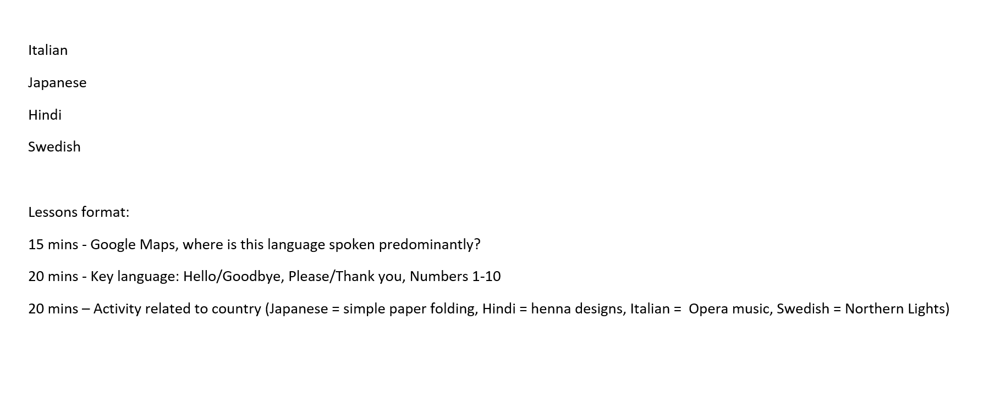 Italian
Japanese
Hindi
Swedish
Lessons format:
15 mins - Google Maps, where is this language spoken predominantly?
20 mins - Key language: Hello/Goodbye, Please/Thank you, Numbers 1-10
20 mins – Activity related to country (Japanese = simple paper folding, Hindi = henna designs, Italian =  Opera music, Swedish = Northern Lights)